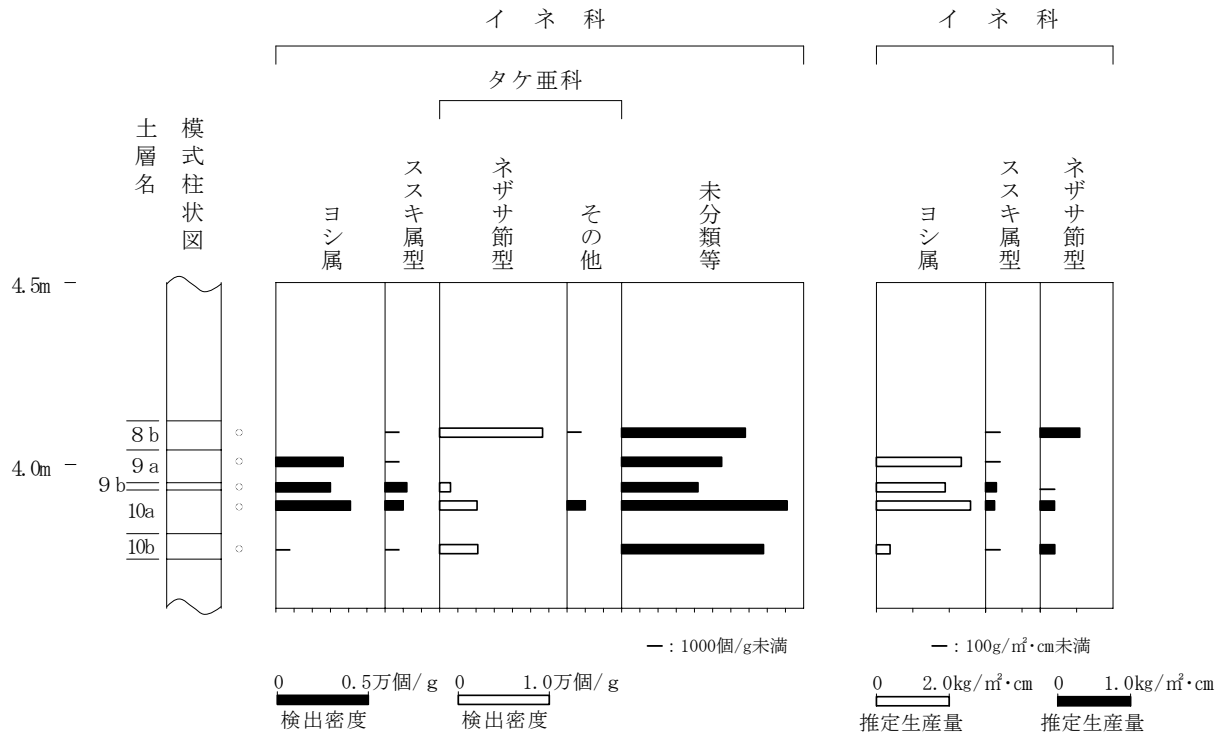 イネ科
イネ科
タケ亜科
土層名
模式柱状図
ヨシ属
ススキ属型
ネザサ節型
その他
未分類等
ヨシ属
ススキ属型
ネザサ節型
4.5m
8b
9a
4.0m
9b
10a
10b
ー：1000個/g未満
ー：100g/㎡・cm未満
0 0.5万個/g
0 1.0万個/g
0 2.0kg/㎡・cm
0 1.0kg/㎡・cm
検出密度
検出密度
推定生産量
推定生産量